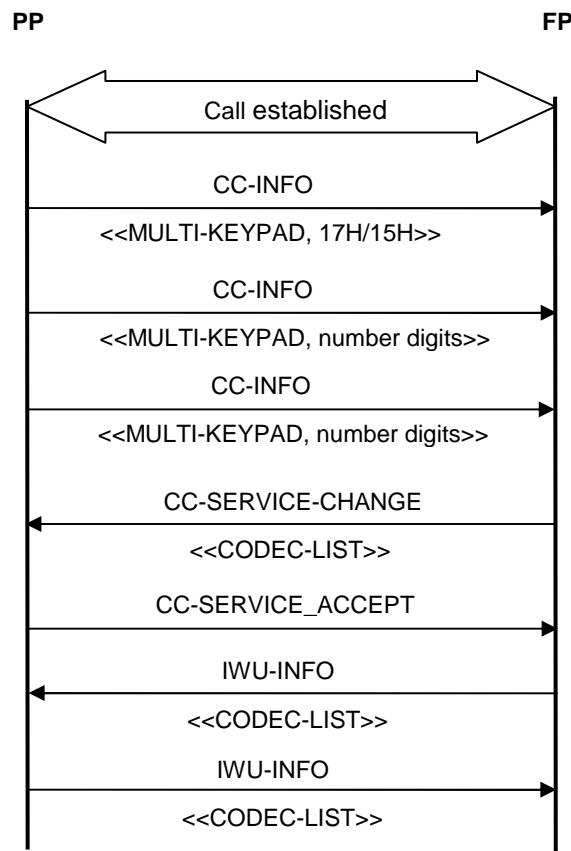 PP FP
Call established
CC-INFO
<<MULTI-KEYPAD, 17H/15H>>
CC-INFO
<<MULTI-KEYPAD, number digits>>
CC-INFO
<<MULTI-KEYPAD, number digits>>
CC-SERVICE-CHANGE
<<CODEC-LIST>>
CC-SERVICE_ACCEPT
IWU-INFO
<<CODEC-LIST>>
IWU-INFO
<<CODEC-LIST>>